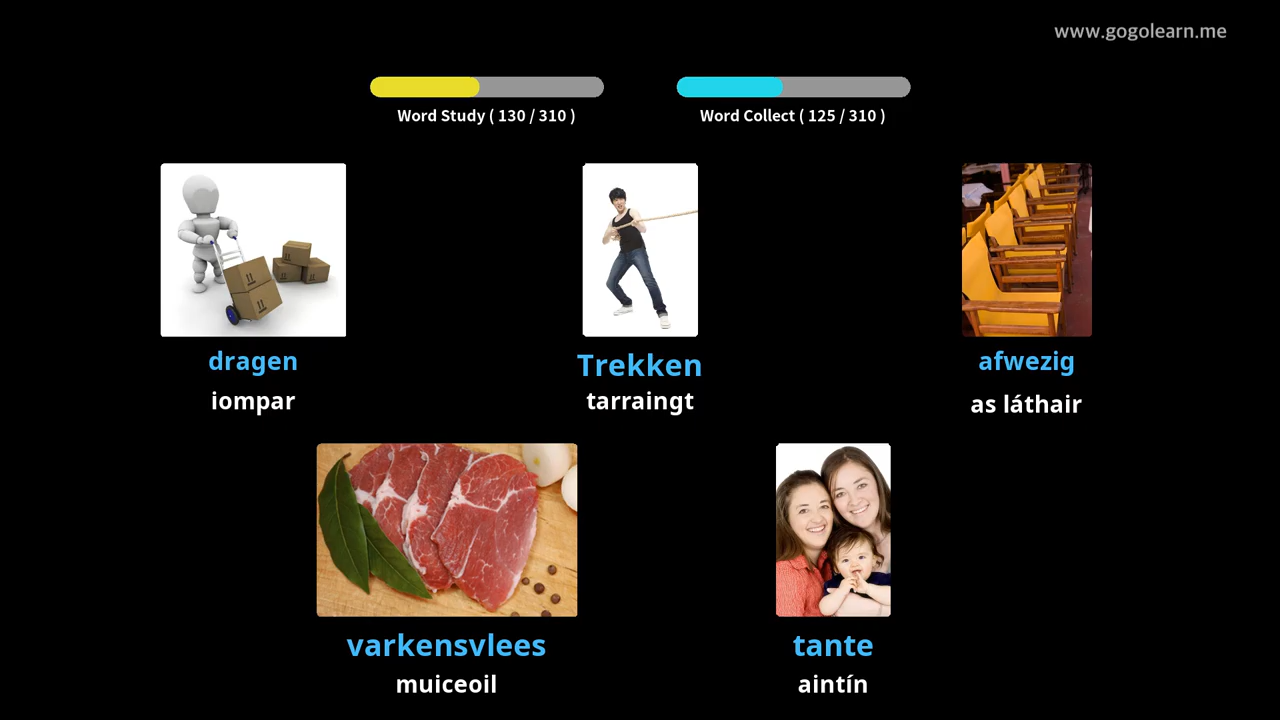 www.gogolearn.me
Word Study ( 130 / 310 )
Word Collect ( 125 / 310 )
dragen
iompar
Trekken
tarraingt
afwezig
as láthair
varkensvlees
muiceoil
tante
aintín